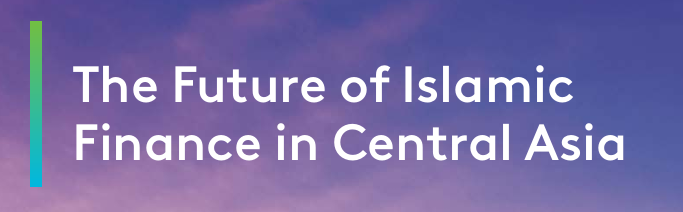 The Future of Islamic
Finance in Central Asia